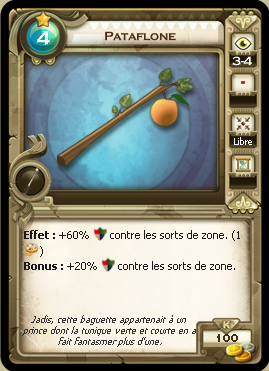 4
PATAFLONE
3-4
Libre
Effet : +60% contre les sorts de zone. (1
)
Bonus : +20% contre les sorts de zone.
Jadis, cette baguette appartenait à un
prince dont la tunique verte et courte en a
fait fantasmer plus d'une.
K
100